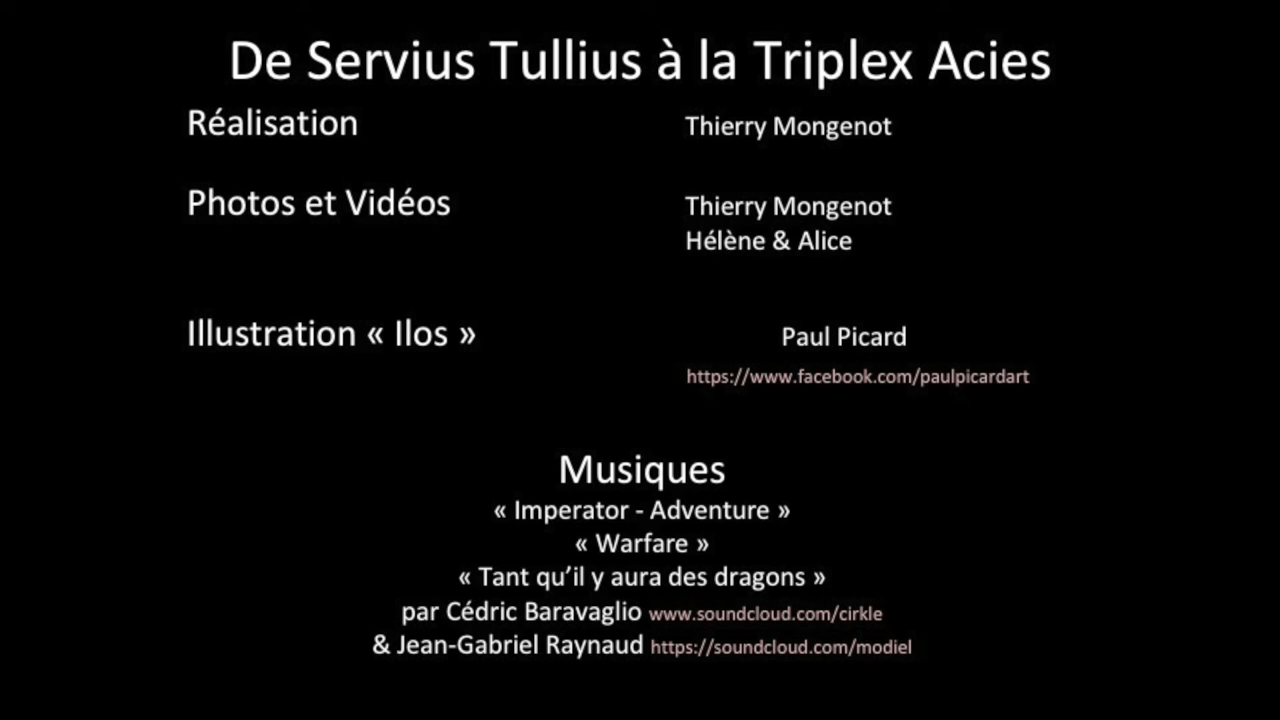 De Servius Tullius à la Triplex Acies
Réalisation Thierry Mongenot
Photos et Vidéos Thierry Mongenot
Hélène & Alice
Illustration « Ilos » Paul Picard
https://www.facebook.com/paulpicardart
Musiques
« Imperator - Adventure »
« Warfare »
« Tant qu’il y aura des dragons »
par Cédric Baravaglio www.soundcloud.com/cirkle
& Jean-Gabriel Raynaud https://soundcloud.com/modiel